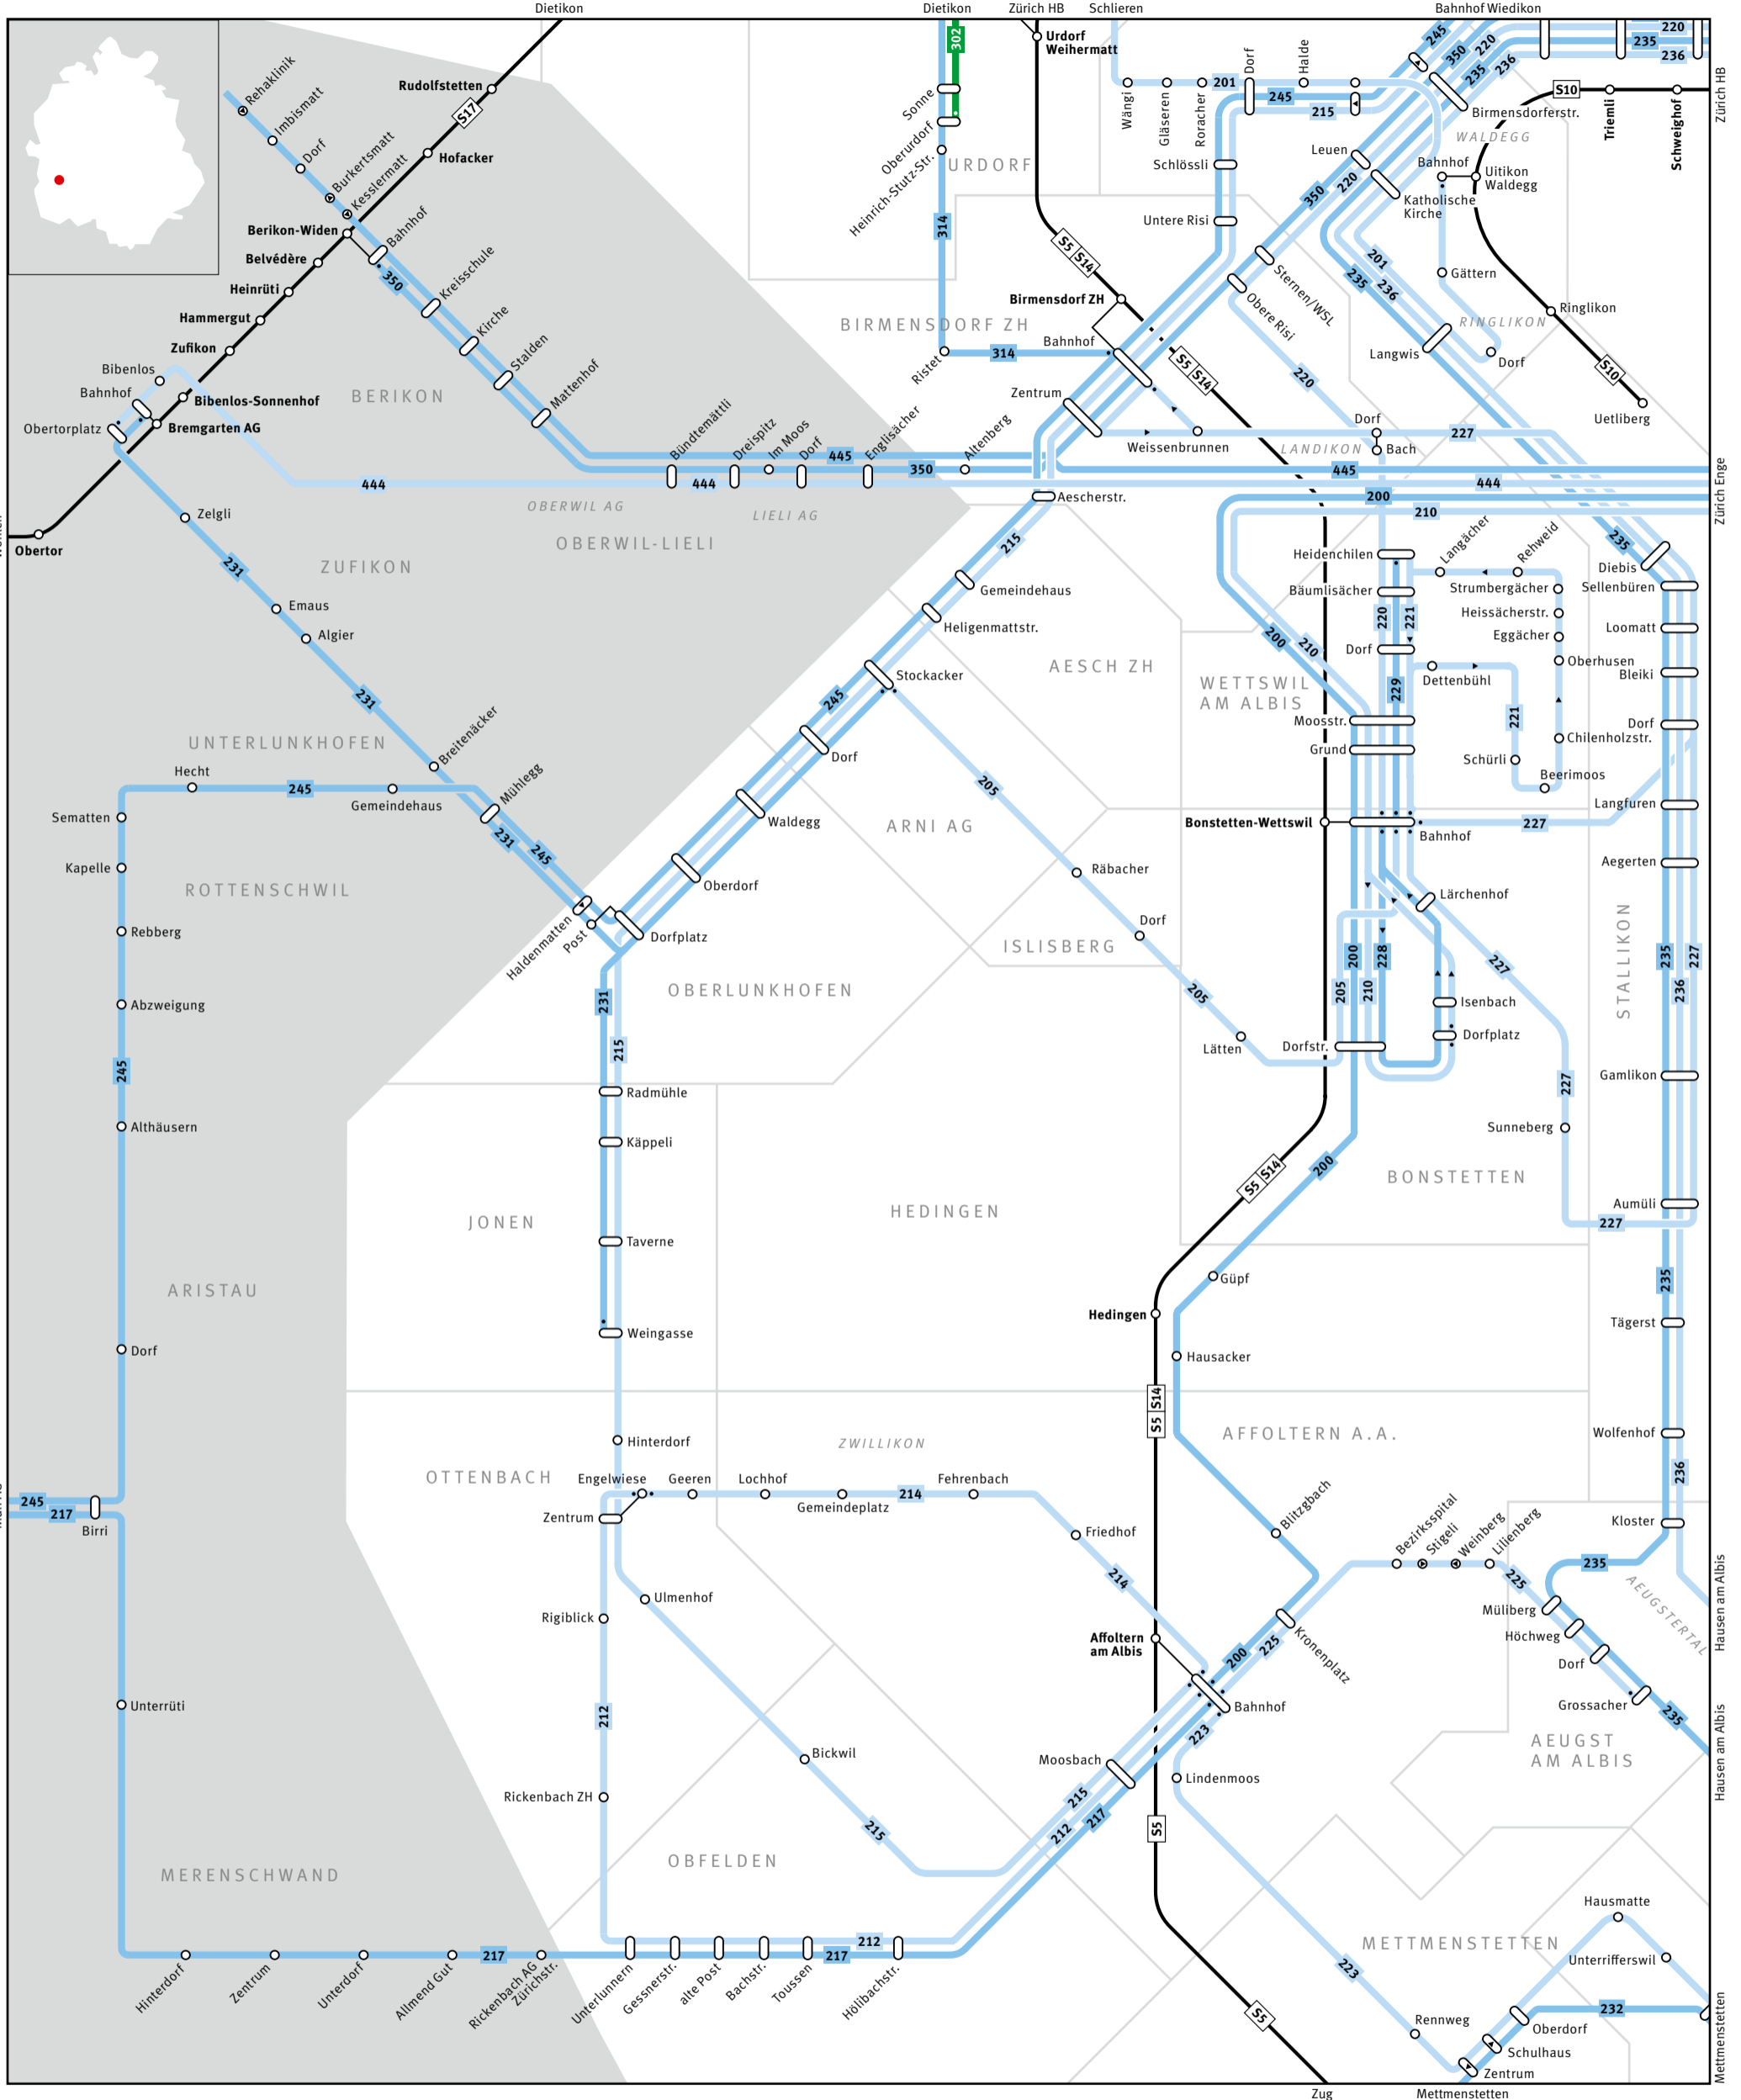 Dietikon
Dietikon
Zürich HB
Schlieren
Bahnhof Wiedikon
Rehaklinik
Imbismatt
Dorf
Burkertsmatt
Kesslermatt
Rudolfstetten
S17
Hofacker
Berikon-Widen
Bahnhof
Belvédère
350
Kreisschule
Heinrüti
Kirche
Hammergut
Stalden
Zufikon
Mattenhof
Bibenlos
Bahnhof
Bibenlos-Sonnenhof
Obertorplatz
Bremgarten AG
BERIKON
302
Sonne
Oberurdorf
Heinrich-Stutz-Str.
URDORF
314
BIRMENSDORF ZH
Ristet
314
Urdorf
Weihermatt
S5 S14
Birmensdorf ZH
Bahnhof
S5 S14
Zentrum
Weissenbrunnen
Wängi
Gläseren
Roracher
201
Dorf
Halde
245
215
Schlössli
Untere Risi
Leuen
350
220
Sternen/WSL
Obere Risi
220
245
350
220
235
236
220
235
236
Birmensdorferstr.
WALDEGG
S10
Triemli
Schweighof
Zürich HB
Bahnhof
Uitikon
Waldegg
Katholische
Kirche
Gättern
201
236
235
RINGLIKON
Ringlikon
Langwis
Dorf
S10
Uetliberg
Dorf
Bach
LANDIKON
227
Bündtemättli
Dreispitz
Im Moos
Dorf
Englisächer
Altenberg
445
350
444
444
445
444
200
210
Zürich Enge
OBERWIL AG
LIELI AG
OBERWIL-LIELI
Obertor
Zelgli
ZUFIKON
231
Emaus
Algier
231
Breitenäcker
UNTERLUNKHOFEN
Hecht
245
Gemeindehaus
Mühlegg
231
245
Sematten
Kapelle
ROTTENSCHWIL
Rebberg
Abzweigung
245
Althäusern
ARISTAU
Dorf
245
217
Birri
Unterrüti
MERENSCHWAND
Aescherstr.
215
Gemeindehaus
Heligenmattstr.
Stockacker
245
Dorf
Waldegg
Oberdorf
Haldenmatten
Post
Dorfplatz
OBERLUNKHOFEN
AESCH ZH
ARNI AG
205
Räbacher
Dorf
ISLISBERG
205
Lätten
WETTSWIL
AM ALBIS
200
210
Heidenchilen
Bäumlisächer
220
221
Dorf
229
Moosstr.
Grund
Langächer
Rehweid
Strumbergächer
Heissächerstr.
Eggächer
Oberhusen
Dettenbühl
221
Chilenholzstr.
Schürli
Beerimoos
Bonstetten-Wettswil
Bahnhof
227
Lärchenhof
205
200
210
228
227
Isenbach
Dorfplatz
Dorfstr.
227
Sunneberg
227
BONSTETTEN
STALLIKON
235
Diebis
Sellenbüren
Loomatt
Bleiki
Dorf
Langfuren
Aegerten
235
236
227
Gamlikon
Aumüli
235
Tägerst
Wolfenhof
236
Kloster
235
231
215
Radmühle
Käppeli
JONEN
Taverne
Weingasse
HEDINGEN
S5 S14
200
Güpf
Hedingen
Hausacker
S5 S14
AFFOLTERN A.A.
Hinterdorf
OTTENBACH
ZWILLIKON
Engelwiese
Geeren
Lochhof
Gemeindeplatz
214
Fehrenbach
Zentrum
Friedhof
214
Ulmenhof
Rigiblick
212
Bickwil
Rickenbach ZH
215
OBFELDEN
Blitzgbach
Bezirksspital
Stigeli
Weinberg
Lilienberg
225
Müliberg
Höchweg
Dorf
Grossacher
235
AEUGSTERTAL
AEUGST
AM ALBIS
Hausen am Albis
Hausen am Albis
Affoltern
am Albis
200
225
Kronenplatz
Bahnhof
223
Moosbach
Lindenmoos
215
212
217
S5
Hinterdorf
Zentrum
Unterdorf
Allmend Gut
217
Rickenbach AG
Zürichstr.
Unterlunnern
Gessnerstr.
alte Post
Bachstr.
Toussen
217
212
Höllbachstr.
METTMENSTETTEN
223
S5
Hausmatte
Unterrifferswil
Rennweg
232
Oberdorf
Schulhaus
Zentrum
Mettmenstetten
Zug
Mettmenstetten